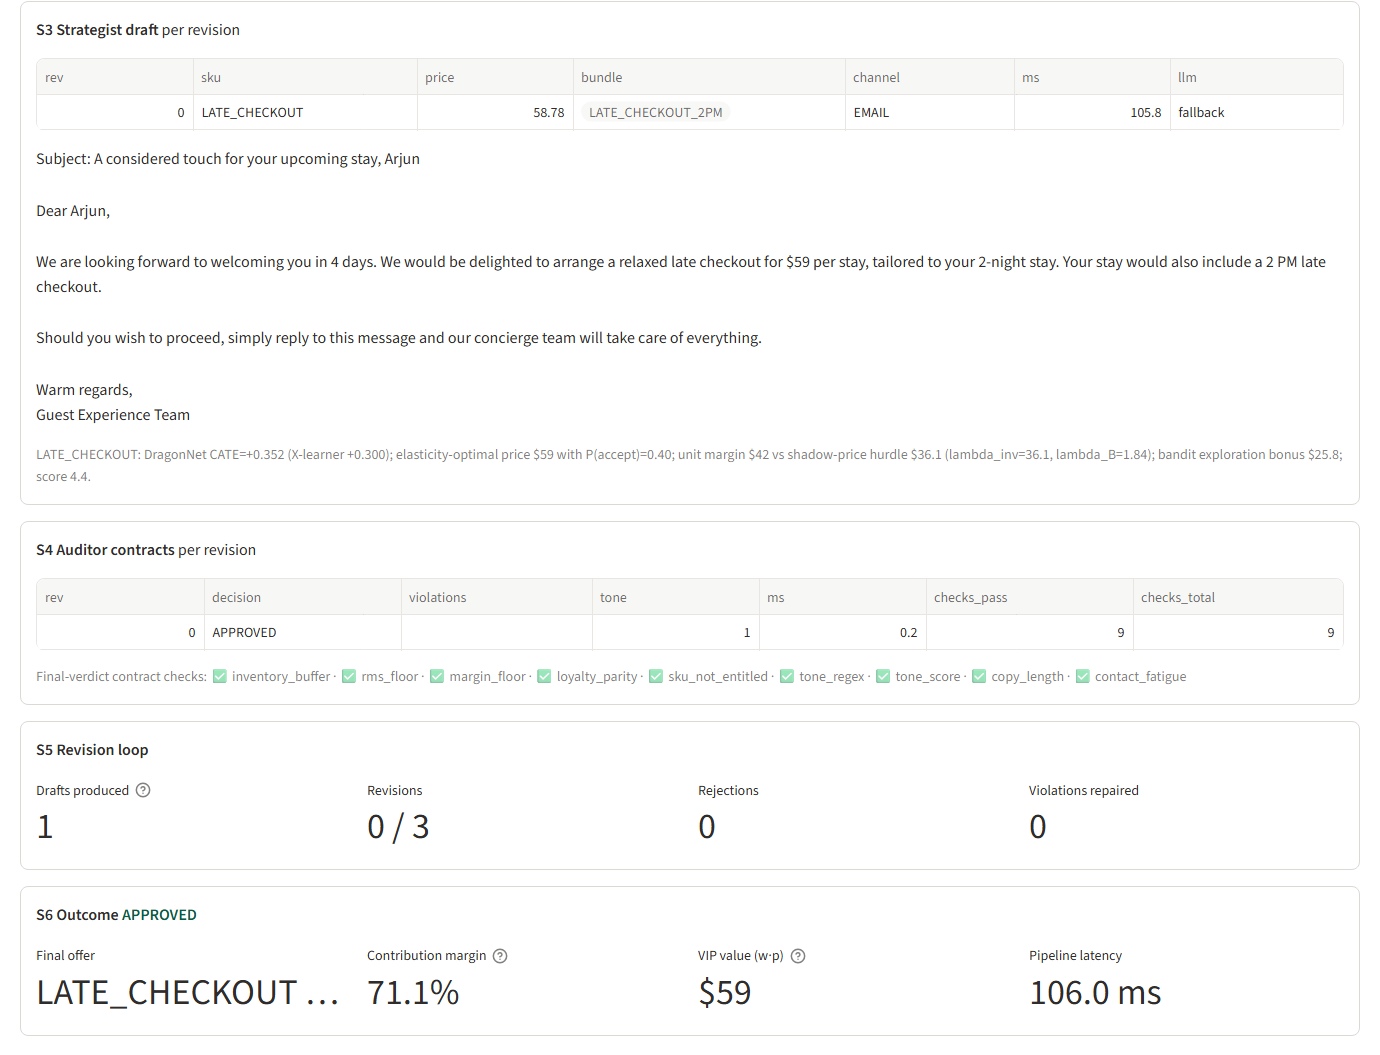 S3 Strategist draft per revision
rev sku price bundle channel ms llm
0 LATE_CHECKOUT 58.78 LATE_CHECKOUT_2PM EMAIL 105.8 fallback
Subject: A considered touch for your upcoming stay, Arjun
Dear Arjun,
We are looking forward to welcoming you in 4 days. We would be delighted to arrange a relaxed late checkout for $59 per stay, tailored to your 2-night stay. Your stay would also include a 2 PM late
checkout.
Should you wish to proceed, simply reply to this message and our concierge team will take care of everything.
Warm regards,
Guest Experience Team
LATE_CHECKOUT: DragonNet CATE=+0.352 (X-learner +0.300); elasticity-optimal price $59 with P(accept)=0.40; unit margin $42 vs shadow-price hurdle $36.1 (lambda_inv=36.1, lambda_B=1.84); bandit exploration bonus $25.8;
score 4.4.
S4 Auditor contracts per revision
rev decision violations tone ms checks_pass checks_total
0 APPROVED 1 0.2 9 9
Final-verdict contract checks: ✅ inventory_buffer · ✅ rms_floor · ✅ margin_floor · ✅ loyalty_parity · ✅ sku_not_entitled · ✅ tone_regex · ✅ tone_score · ✅ copy_length · ✅ contact_fatigue
S5 Revision loop
Drafts produced Revisions Rejections Violations repaired
1 0 / 3 0 0
S6 Outcome APPROVED
Final offer Contribution margin VIP value (w·p) Pipeline latency
LATE_CHECKOUT … 71.1% $59 106.0 ms